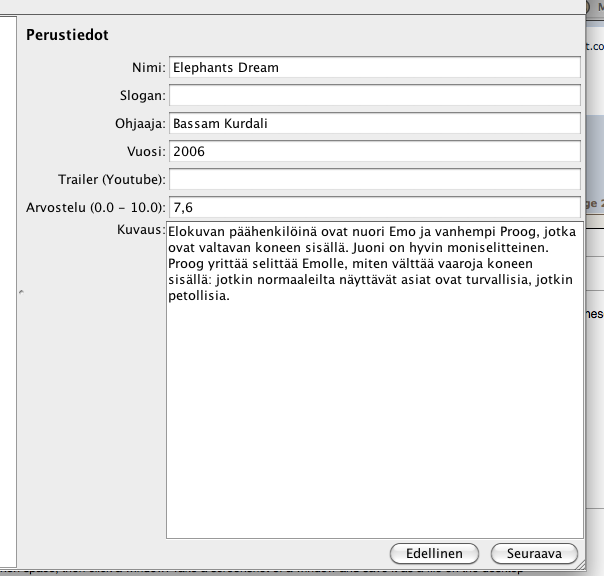 Perustiedot
Nimi: Elephants Dream
Slogan:
Ohjaaja: Bassam Kurdali
Vuosi: 2006
Trailer (Youtube):
Arvostelu (0.0 - 10.0): 7,6
Kuvaus: Elokuvan päähenkilöinä ovat nuori Emo ja vanhempi Proog, jotka
ovat valtavan koneen sisällä. Juoni on hyvin moniselitteinen.
Proog yrittää selittää Emolle, miten välttää vaaroja koneen
sisällä: jotkin normaaleilta näyttävät asiat ovat turvallisia, jotkin
petollisia.
Edellinen Seuraava